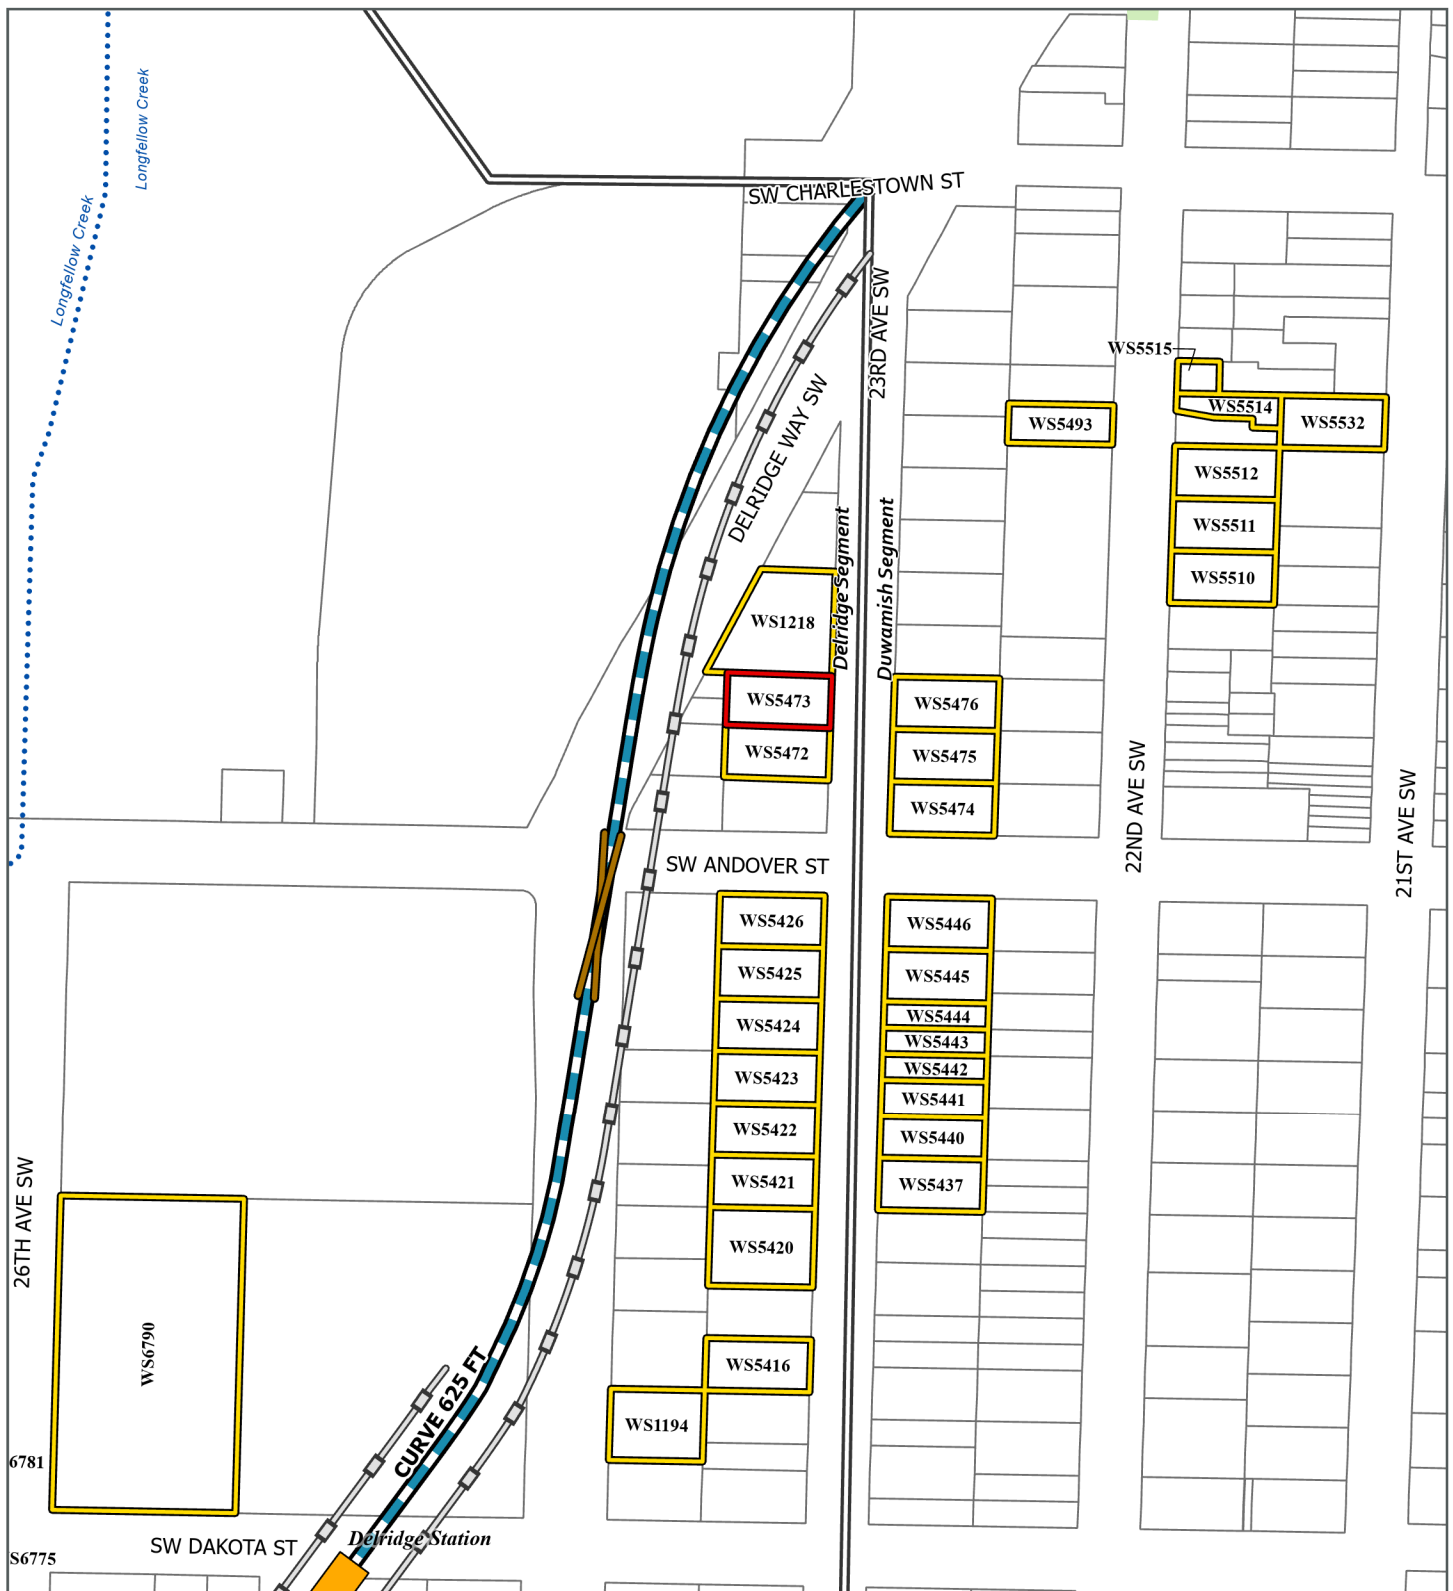 Longfellow Creek
Longfellow Creek
SW CHARLESTOWN ST
23RD AVE SW
DELRIDGE WAY SW
WS5515
WS5514
WS5532
WS5493
WS5512
WS5511
WS5510
Delridge Segment
Duwamish Segment
WS1218
WS5473
WS5472
WS5476
WS5475
WS5474
22ND AVE SW
21ST AVE SW
SW ANDOVER ST
WS5426
WS5425
WS5424
WS5423
WS5422
WS5421
WS5420
WS5446
WS5445
WS5444
WS5443
WS5442
WS5441
WS5440
WS5437
26TH AVE SW
WS6790
WS5416
WS1194
CURVE 625 FT
6781
SW DAKOTA ST
Delridge Station
S6775